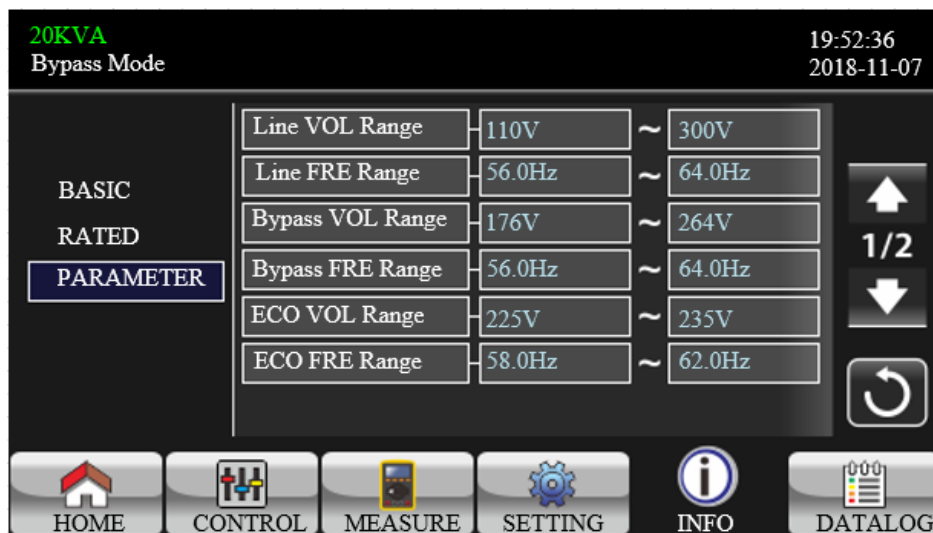 20KVA
Bypass Mode
19:52:36
2018-11-07
BASIC
RATED
PARAMETER
Line VOL Range 110V ~ 300V
Line FRE Range 56.0Hz ~ 64.0Hz
Bypass VOL Range 176V ~ 264V
Bypass FRE Range 56.0Hz ~ 64.0Hz
ECO VOL Range 225V ~ 235V
ECO FRE Range 58.0Hz ~ 62.0Hz
1/2
HOME CONTROL MEASURE SETTING INFO DATALOG